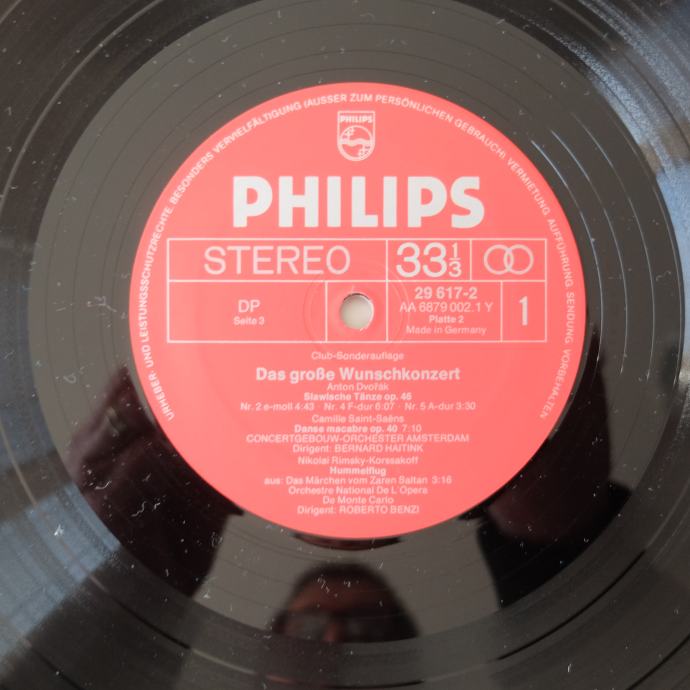 URHEBER- UND LEISTUNGSSCHUTZRECHTE, BESONDERS VERVIELFÄLTIGUNG (AUSSER ZUM PERSÖNLICHEN GEBRAUCH) VERMIETUNG AUFFÜHRUNG SENDUNG VORBEHALTEN
PHILIPS
PHILIPS
STEREO 33 1/3
DP
Seite 3
29 617-2
AA 6879 002.1 Y
Platte 2
Made in Germany
1
Club-Sonderauflage
Das große Wunschkonzert
Anton Dvořák
Slawische Tänze op. 46
Nr. 2 e-moll 4:43 · Nr. 4 F-dur 6:07 · Nr. 5 A-dur 3:30
Camille Saint-Saëns
Danse macabre op. 40 7:10
CONCERTGEBOUW-ORCHESTER AMSTERDAM
Dirigent: BERNARD HAITINK
Nikolai Rimsky-Korssakoff
Hummelflug
aus: Das Märchen vom Zaren Saltan 3:16
Orchestre National De L'Opera
De Monte Carlo
Dirigent: ROBERTO BENZI